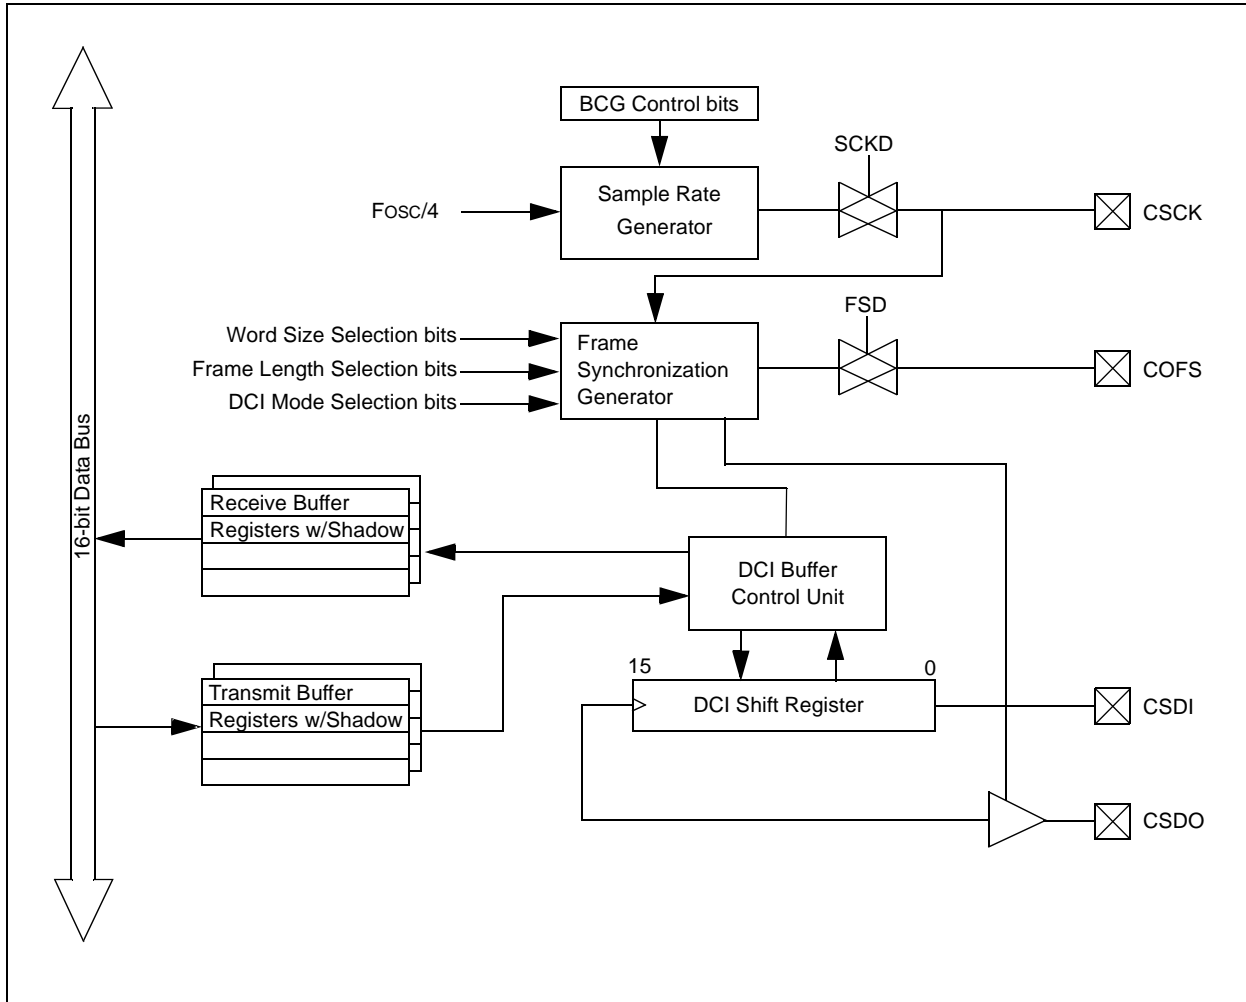 BCG Control bits
SCKD
Sample Rate
Generator
FOSC/4
CSCK
FSD
Word Size Selection bits
Frame Length Selection bits
DCI Mode Selection bits
Frame
Synchronization
Generator
COFS
16-bit Data Bus
Receive Buffer
Registers w/Shadow
DCI Buffer
Control Unit
Transmit Buffer
Registers w/Shadow
15
0
DCI Shift Register
CSDI
CSDO